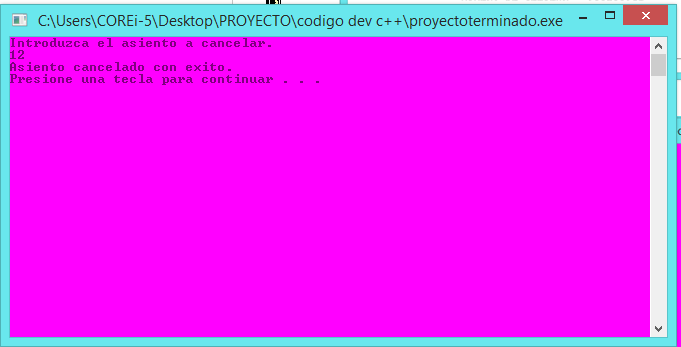 C:\Users\COREi-5\Desktop\PROYECTO\codigo dev c++\proyectoterminado.exe
Introduzca el asiento a cancelar.
12
Asiento cancelado con exito.
Presione una tecla para continuar . . .